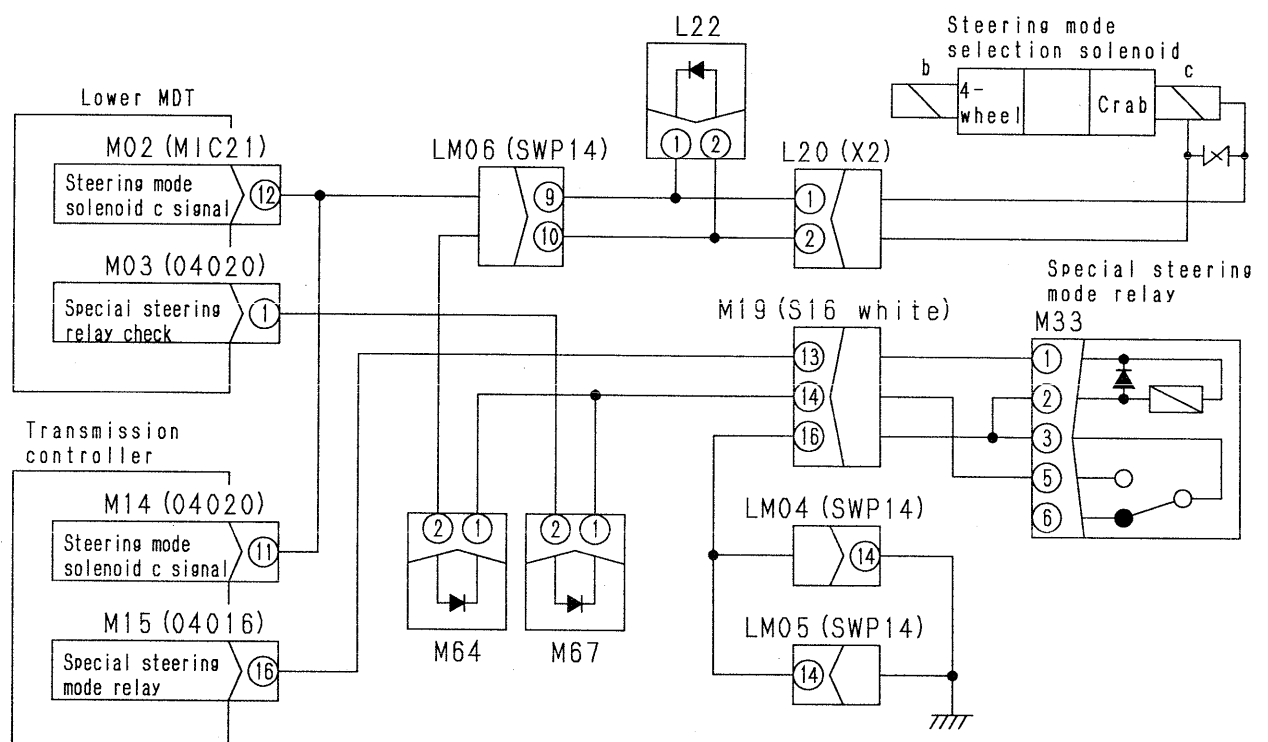 L22
Steering mode
selection solenoid
b
c
4-
wheel
Crab
Lower MDT
M02 (MIC21)
Steering mode
solenoid c signal
12
LM06 (SWP14)
9
10
1
2
L20 (X2)
1
2
M03 (04020)
Special steering
relay check
1
Special steering
mode relay
M33
1
2
3
5
6
M19 (S16 white)
13
14
16
Transmission
controller
M14 (04020)
Steering mode
solenoid c signal
11
2
1
M64
2
1
M67
LM04 (SWP14)
14
M15 (04016)
Special steering
mode relay
16
LM05 (SWP14)
14